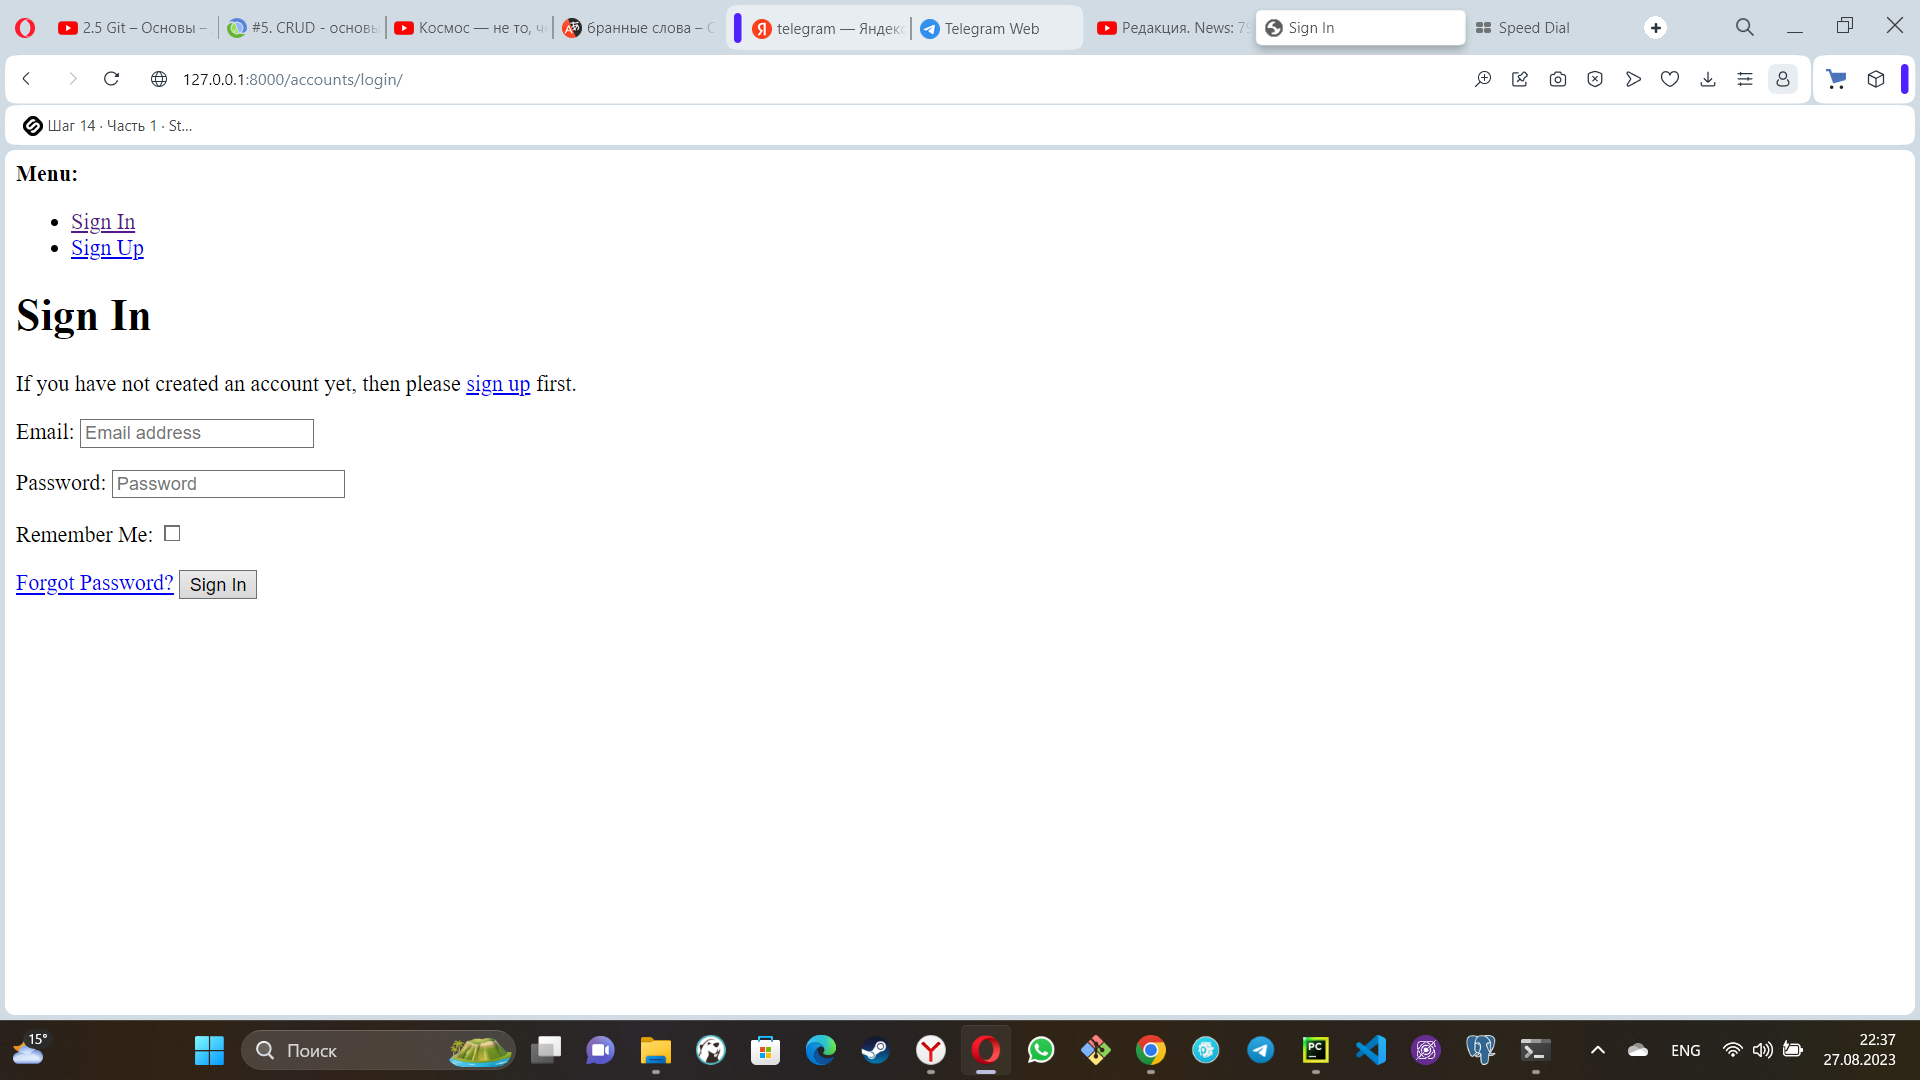 2.5 Git – Основы –
#5. CRUD - основы
Космос — не то, ч
бранные слова – С
telegram — Яндекс
Telegram Web
Редакция. News: 79
Sign In
Speed Dial
127.0.0.1:8000/accounts/login/
Шаг 14 · Часть 1 · St...
Menu:
Sign In
Sign Up
Sign In
If you have not created an account yet, then please sign up first.
Email: Email address
Password: Password
Remember Me:
Forgot Password? Sign In
15°
Поиск
ENG
22:37
27.08.2023